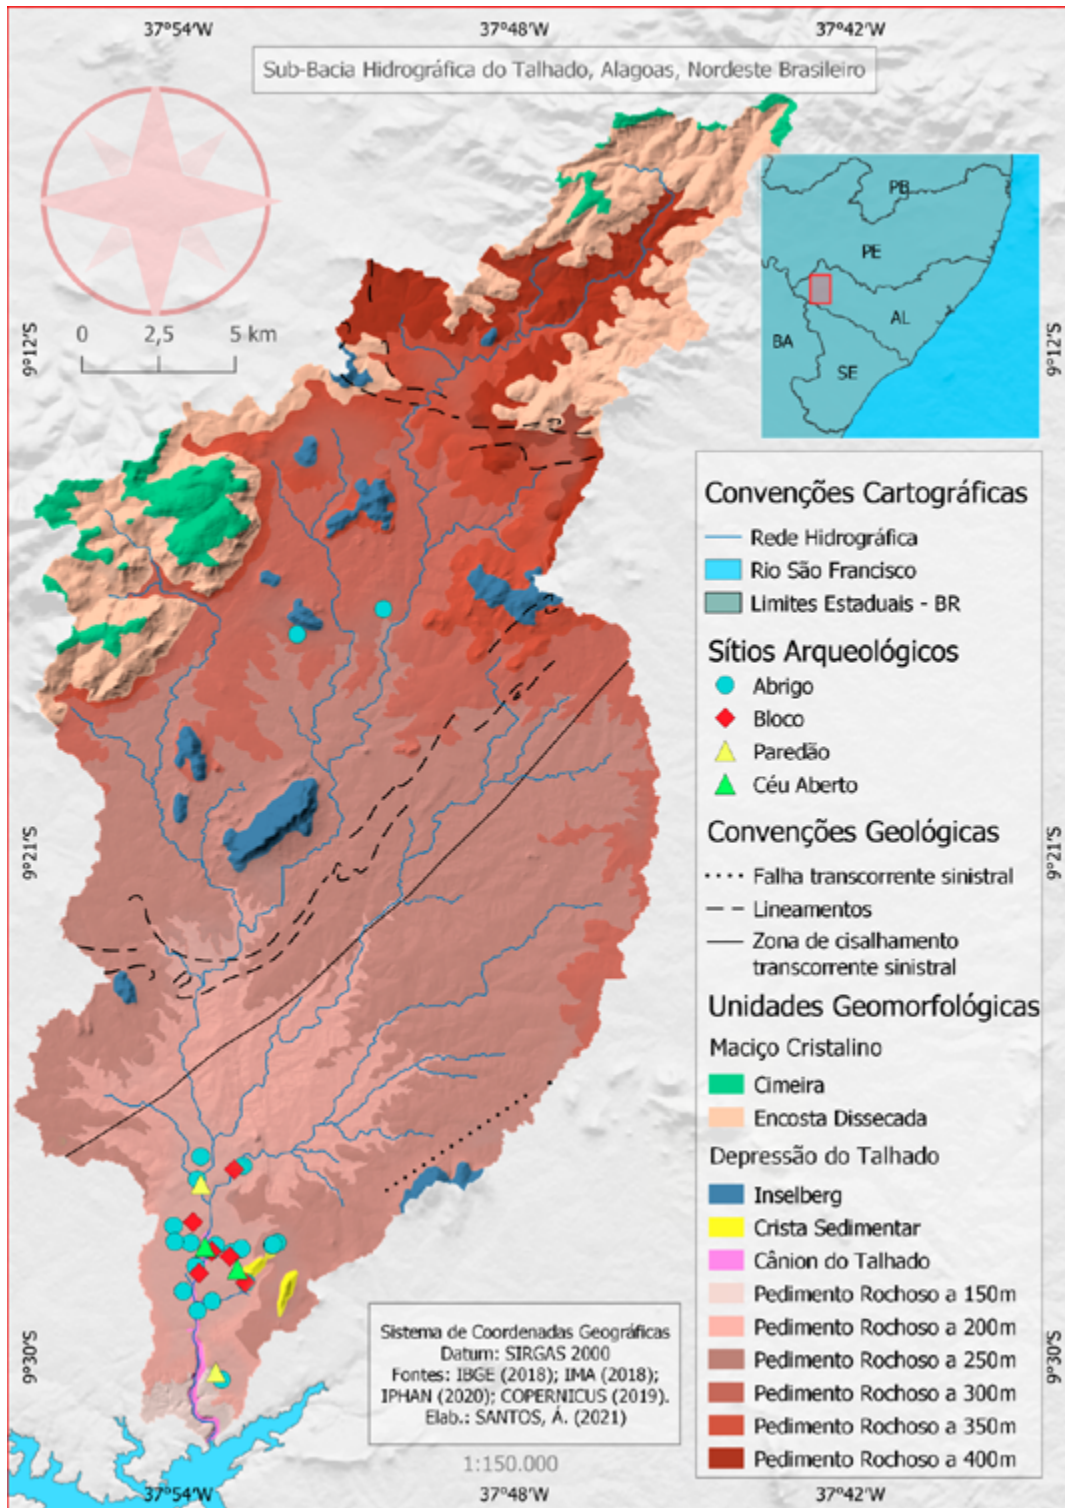 37°54'W
37°48'W
37°42'W
Sub-Bacia Hidrográfica do Talhado, Alagoas, Nordeste Brasileiro
PB
PE
AL
BA
SE
0 2,5 5 km
9°12'S
9°12'S
Convenções Cartográficas
Rede Hidrográfica
Rio São Francisco
Limites Estaduais - BR
Sítios Arqueológicos
Abrigo
Bloco
Paredão
Céu Aberto
9°21'S
9°21'S
Convenções Geológicas
Falha transcorrente sinistral
Lineamentos
Zona de cisalhamento
transcorrente sinistral
Unidades Geomorfológicas
Maciço Cristalino
Cimeira
Encosta Dissecada
Depressão do Talhado
Inselberg
Crista Sedimentar
Cânion do Talhado
Pedimento Rochoso a 150m
Pedimento Rochoso a 200m
Pedimento Rochoso a 250m
Pedimento Rochoso a 300m
Pedimento Rochoso a 350m
Pedimento Rochoso a 400m
9°30'S
9°30'S
Sistema de Coordenadas Geográficas
Datum: SIRGAS 2000
Fontes: IBGE (2018); IMA (2018);
IPHAN (2020); COPERNICUS (2019).
Elab.: SANTOS, Á. (2021)
1:150.000
37°54'W
37°48'W
37°42'W